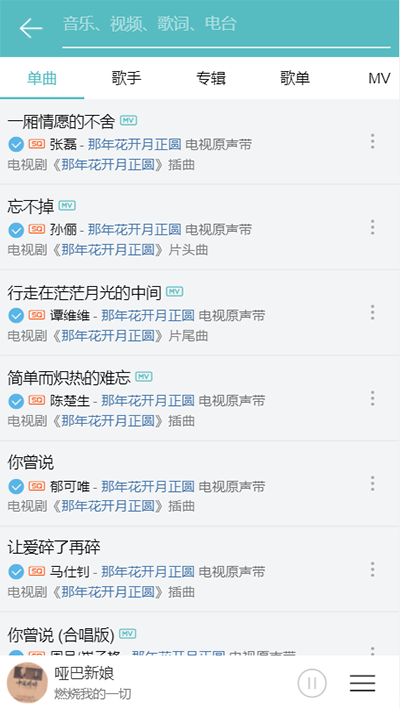 音乐、视频、歌词、电台
单曲 歌手 专辑 歌单 MV
一厢情愿的不舍 MV
SQ 张磊 - 那年花开月正圆 电视原声带
电视剧《那年花开月正圆》插曲
忘不掉 MV
SQ 孙俪 - 那年花开月正圆 电视原声带
电视剧《那年花开月正圆》片头曲
行走在茫茫月光的中间 MV
SQ 谭维维 - 那年花开月正圆 电视原声带
电视剧《那年花开月正圆》片尾曲
简单而炽热的难忘 MV
SQ 陈楚生 - 那年花开月正圆 电视原声带
电视剧《那年花开月正圆》插曲
你曾说
SQ 郁可唯 - 那年花开月正圆 电视原声带
电视剧《那年花开月正圆》插曲
让爱碎了再碎
SQ 马仕钊 - 那年花开月正圆 电视原声带
电视剧《那年花开月正圆》插曲
你曾说 (合唱版) MV
那年花开月正圆 电视原声带
哑巴新娘
燃烧我的一切